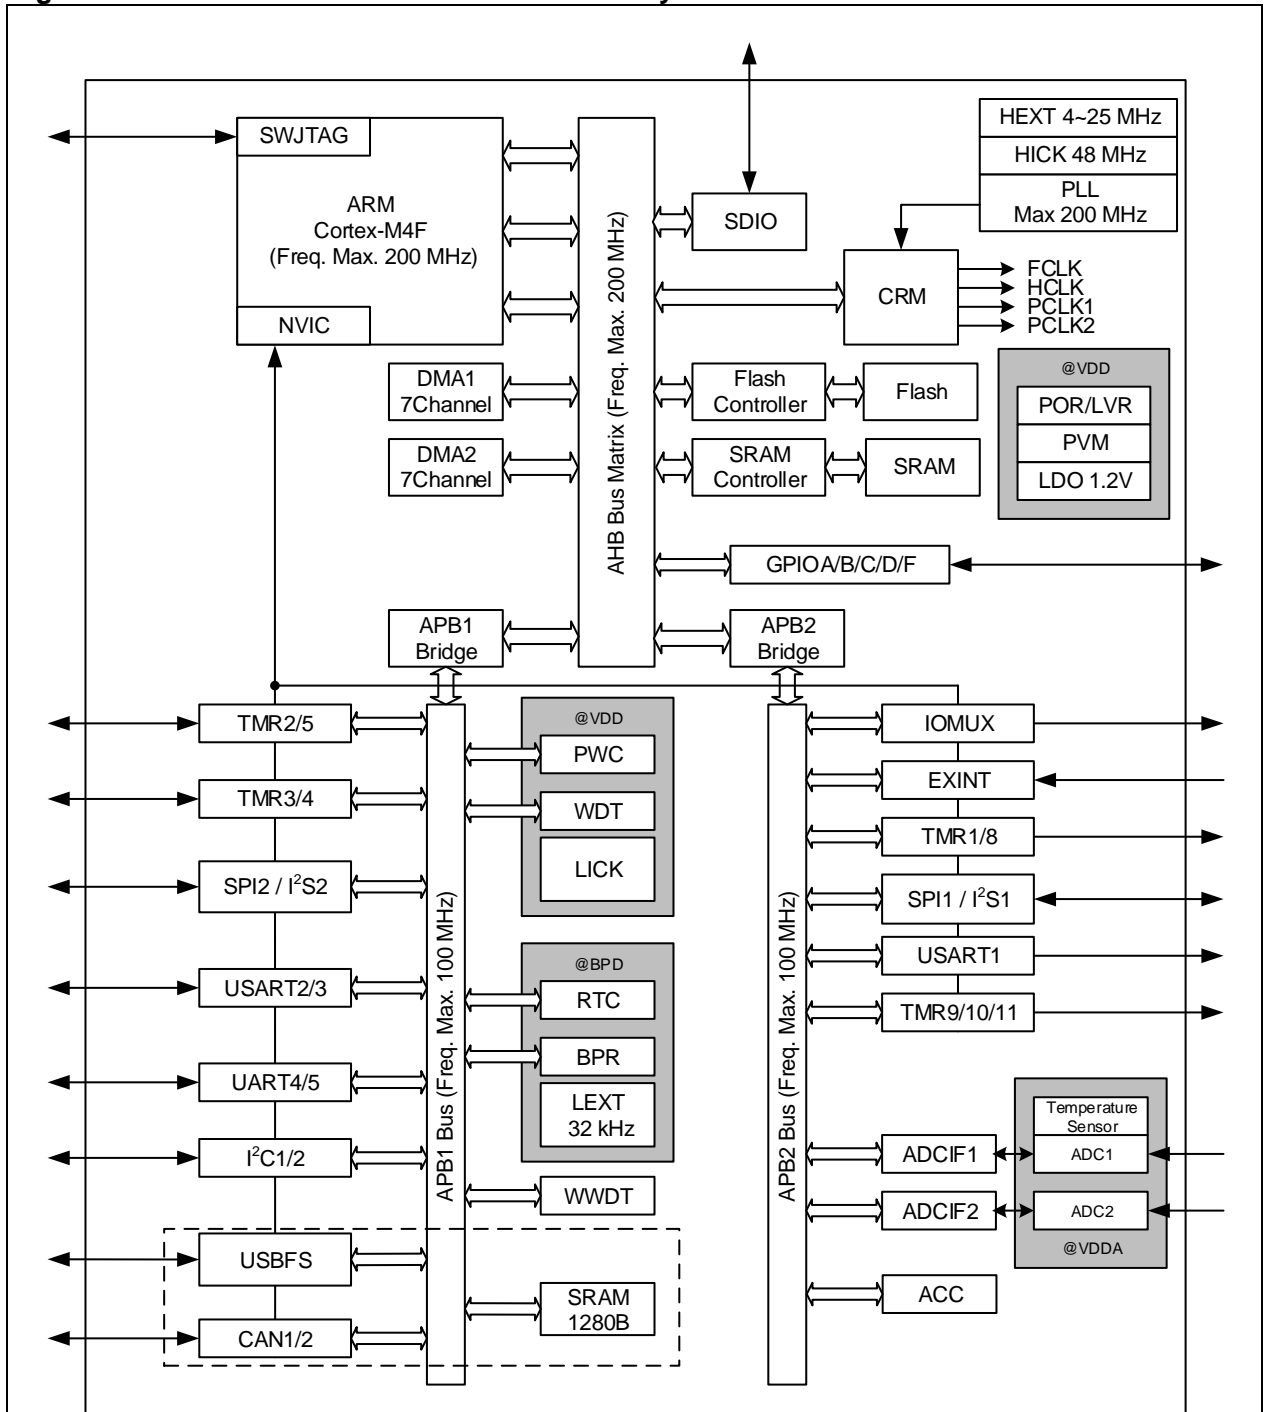 HEXT 4~25 MHz
HICK 48 MHz
PLL
Max 200 MHz
SWJTAG
ARM
Cortex-M4F
(Freq. Max. 200 MHz)
NVIC
AHB Bus Matrix (Freq. Max. 200 MHz)
SDIO
CRM
FCLK
HCLK
PCLK1
PCLK2
DMA1
7Channel
DMA2
7Channel
Flash
Controller
Flash
SRAM
Controller
SRAM
@VDD
POR/LVR
PVM
LDO 1.2V
GPIOA/B/C/D/F
APB1
Bridge
APB2
Bridge
TMR2/5
TMR3/4
SPI2 / I²S2
USART2/3
UART4/5
I²C1/2
USBFS
CAN1/2
APB1 Bus (Freq. Max. 100 MHz)
@VDD
PWC
WDT
LICK
@BPD
RTC
BPR
LEXT
32 kHz
WWDT
SRAM
1280B
APB2 Bus (Freq. Max. 100 MHz)
IOMUX
EXINT
TMR1/8
SPI1 / I²S1
USART1
TMR9/10/11
ADCIF1
ADCIF2
ACC
Temperature
Sensor
ADC1
ADC2
@VDDA